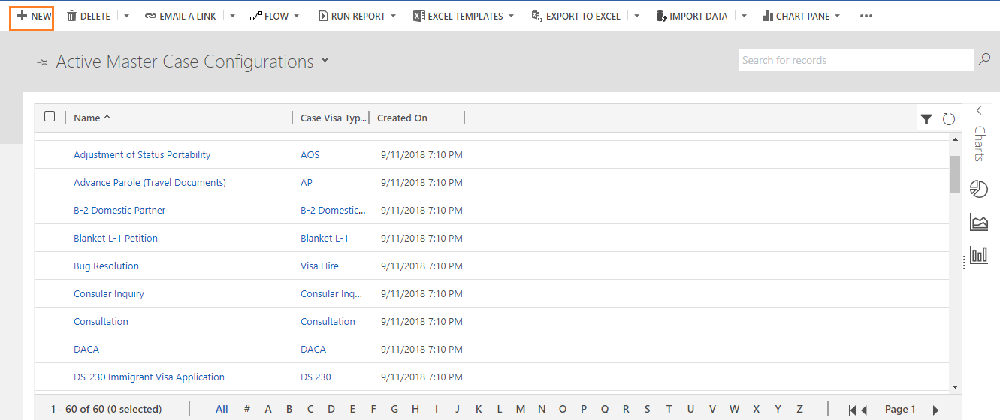 NEW DELETE EMAIL A LINK FLOW RUN REPORT EXCEL TEMPLATES EXPORT TO EXCEL IMPORT DATA CHART PANE •••
Active Master Case Configurations
Search for records
Name Case Visa Typ... Created On
Charts
Adjustment of Status Portability AOS 9/11/2018 7:10 PM
Advance Parole (Travel Documents) AP 9/11/2018 7:10 PM
B-2 Domestic Partner B-2 Domestic... 9/11/2018 7:10 PM
Blanket L-1 Petition Blanket L-1 9/11/2018 7:10 PM
Bug Resolution Visa Hire 9/11/2018 7:10 PM
Consular Inquiry Consular Inq... 9/11/2018 7:10 PM
Consultation Consultation 9/11/2018 7:10 PM
DACA DACA 9/11/2018 7:10 PM
DS-230 Immigrant Visa Application DS 230 9/11/2018 7:10 PM
1 - 60 of 60 (0 selected) All # A B C D E F G H I J K L M N O P Q R S T U V W X Y Z Page 1